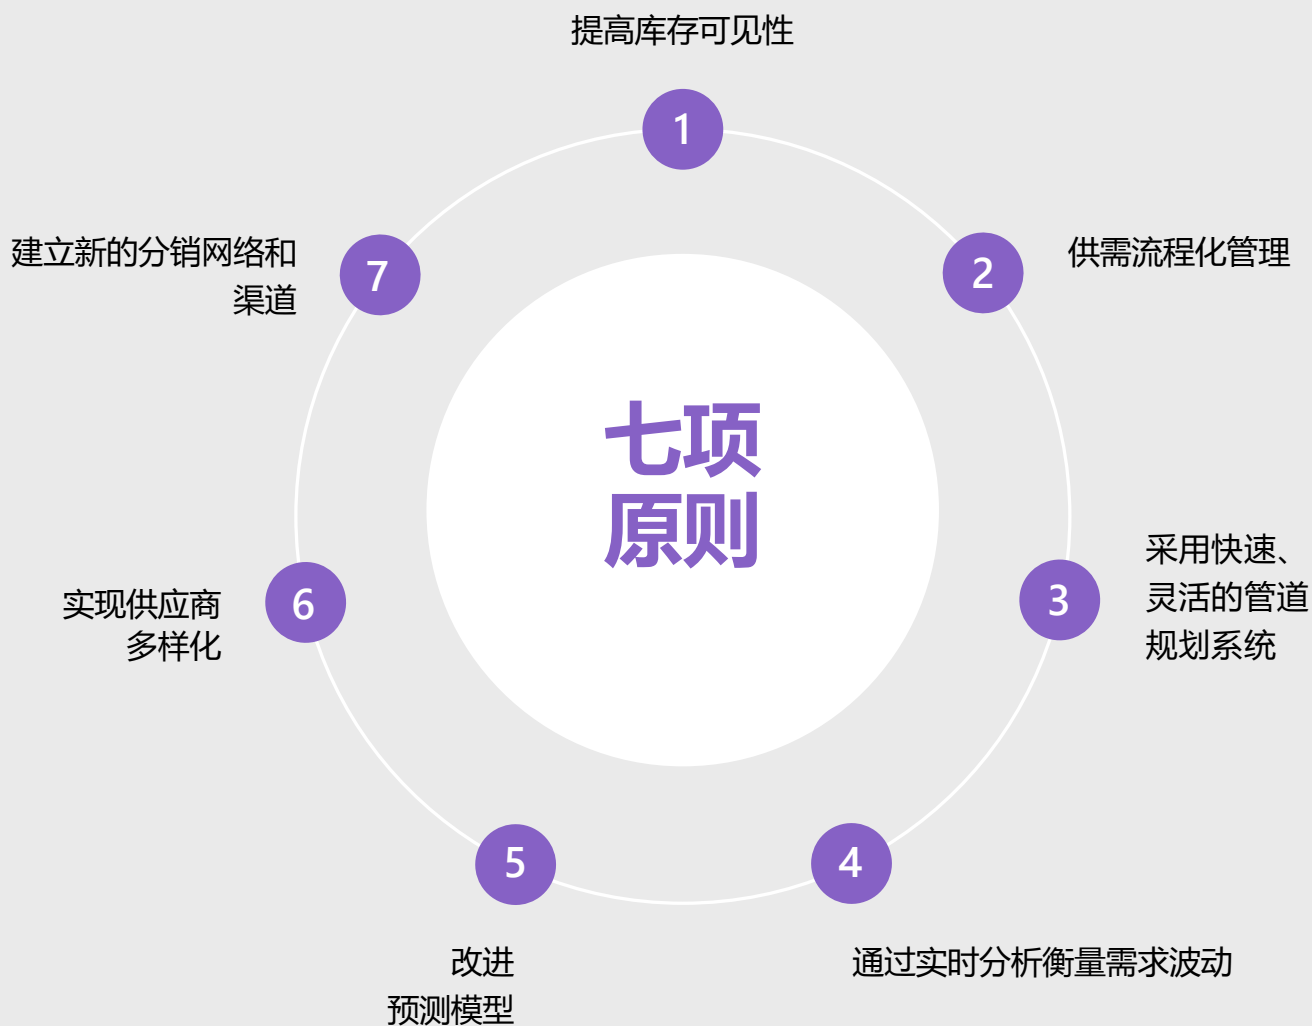 提高库存可见性
1
2
供需流程化管理
3
采用快速、
灵活的管道
规划系统
4
通过实时分析衡量需求波动
5
改进
预测模型
6
实现供应商
多样化
7
建立新的分销网络和
渠道
七项
原则